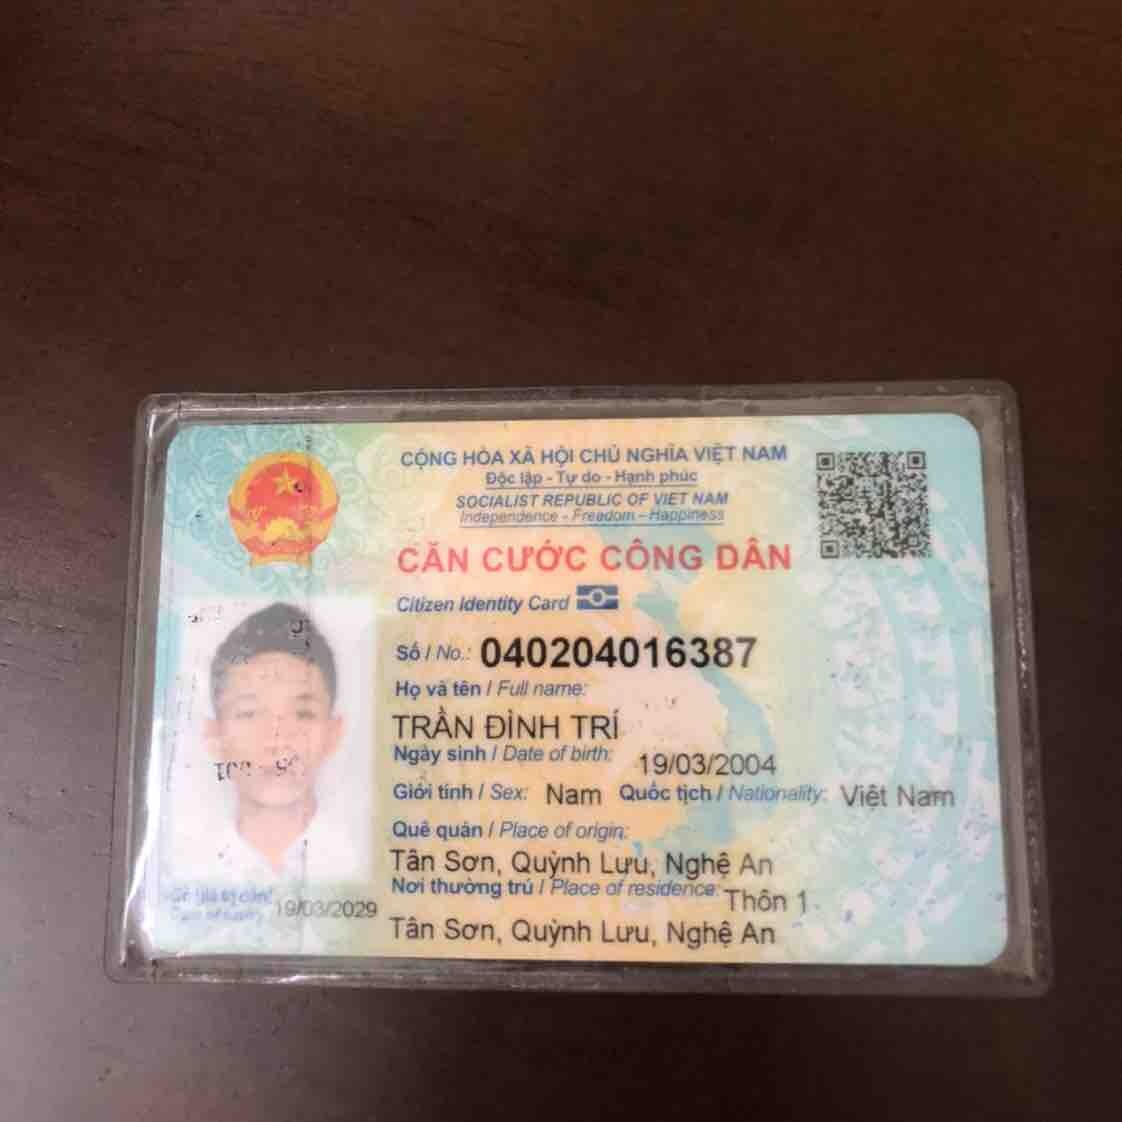 CỘNG HÒA XÃ HỘI CHỦ NGHĨA VIỆT NAM
Độc lập - Tự do - Hạnh phúc
SOCIALIST REPUBLIC OF VIET NAM
Independence - Freedom - Happiness
CĂN CƯỚC CÔNG DÂN
Citizen Identity Card
Số / No.: 040204016387
Họ và tên / Full name:
TRẦN ĐÌNH TRÍ
Ngày sinh / Date of birth: 19/03/2004
Giới tính / Sex: Nam Quốc tịch / Nationality: Việt Nam
Quê quán / Place of origin:
Tân Sơn, Quỳnh Lưu, Nghệ An
Nơi thường trú / Place of residence: Thôn 1
Tân Sơn, Quỳnh Lưu, Nghệ An
19/03/2029